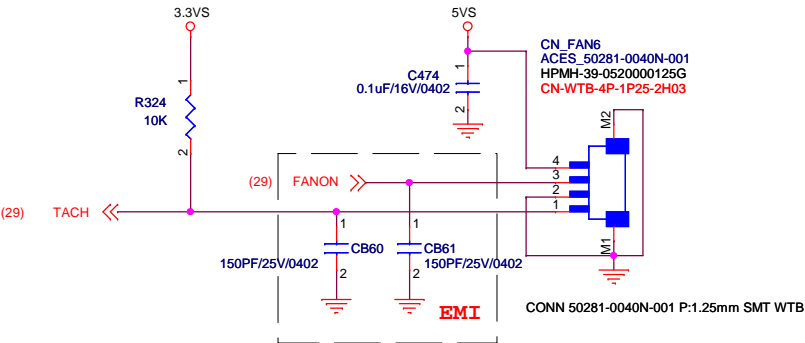 3.3VS
5VS
CN_FAN6
ACES_50281-0040N-001
HPMH-39-0520000125G
CN-WTB-4P-1P25-2H03
C474
0.1uF/16V/0402
1
2
R324
10K
1
2
M2
4
3
2
1
M1
(29) FANON
(29) TACH
1
CB60
150PF/25V/0402
2
1
CB61
150PF/25V/0402
2
EMI
CONN 50281-0040N-001 P:1.25mm SMT WTB